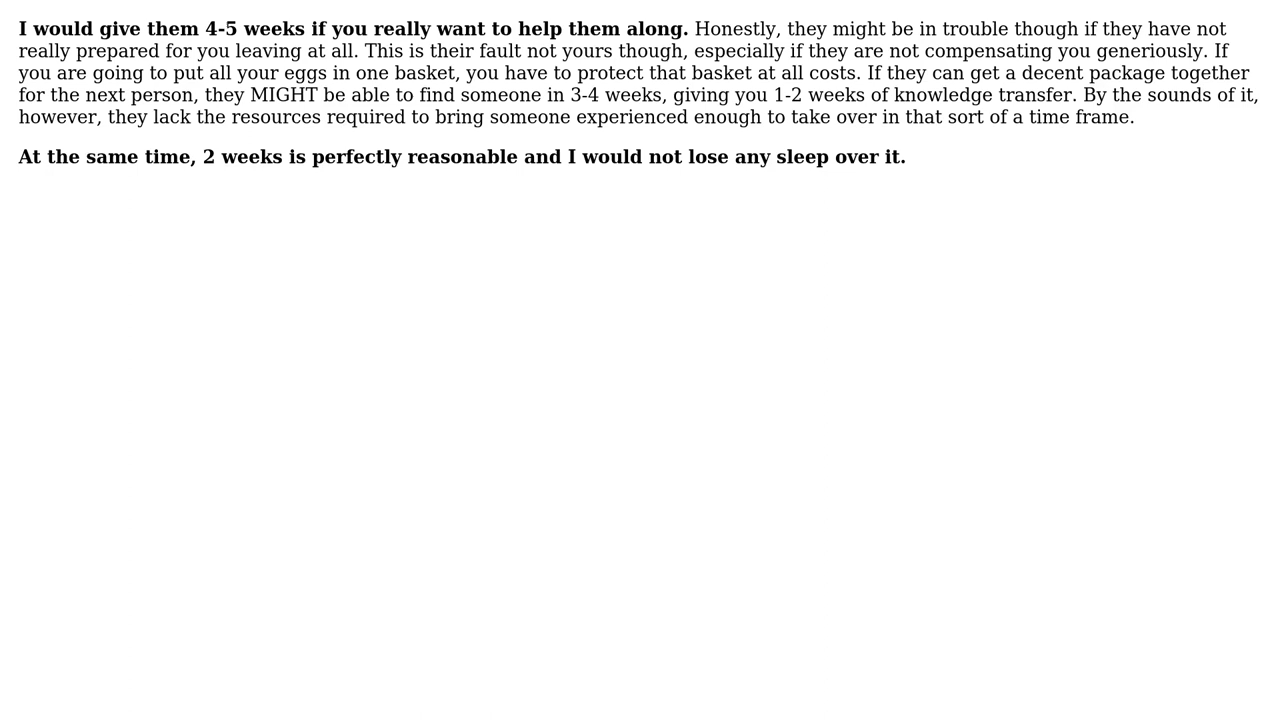 I would give them 4-5 weeks if you really want to help them along. Honestly, they might be in trouble though if they have not
really prepared for you leaving at all. This is their fault not yours though, especially if they are not compensating you generiously. If
you are going to put all your eggs in one basket, you have to protect that basket at all costs. If they can get a decent package together
for the next person, they MIGHT be able to find someone in 3-4 weeks, giving you 1-2 weeks of knowledge transfer. By the sounds of it,
however, they lack the resources required to bring someone experienced enough to take over in that sort of a time frame.
At the same time, 2 weeks is perfectly reasonable and I would not lose any sleep over it.